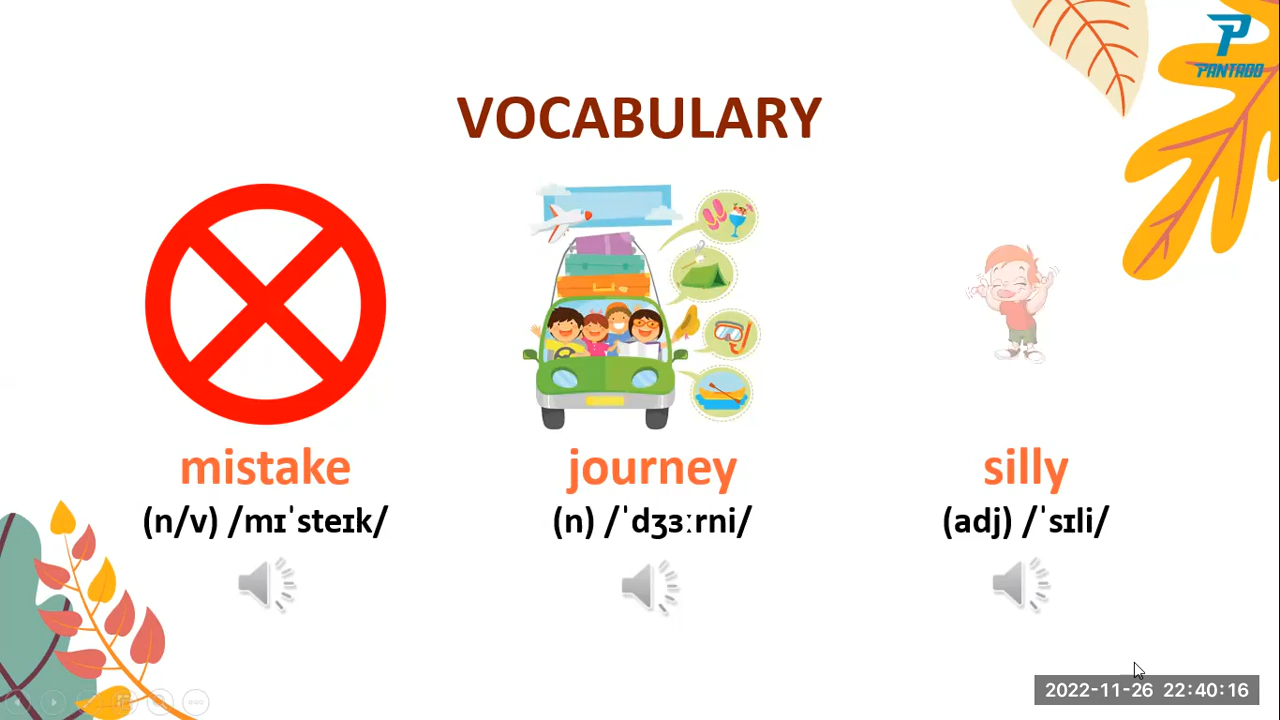 PANTADO
VOCABULARY
mistake
(n/v) /mɪˈsteɪk/
journey
(n) /ˈdʒɜːrni/
silly
(adj) /ˈsɪli/
2022-11-26 22:40:16